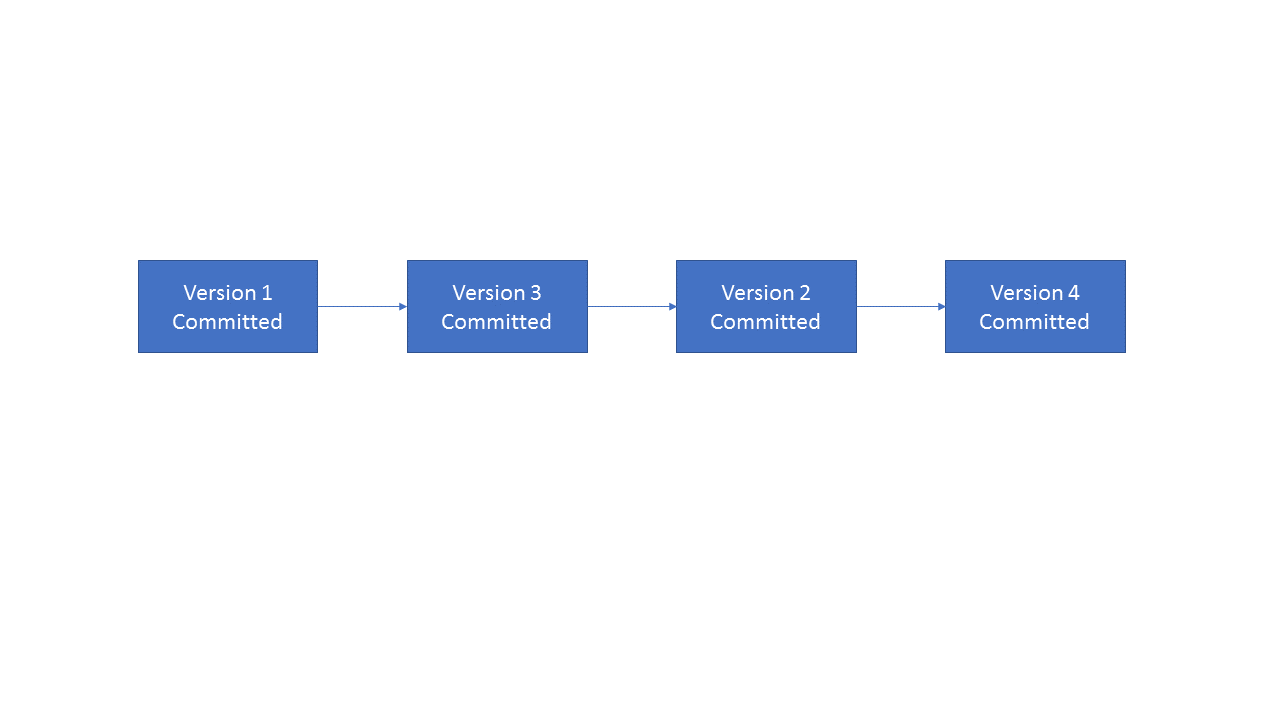 Version 1
Committed
Version 3
Committed
Version 2
Committed
Version 4
Committed